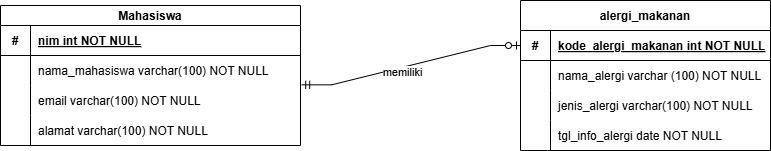 Mahasiswa
# nim int NOT NULL
nama_mahasiswa varchar(100) NOT NULL
email varchar(100) NOT NULL
alamat varchar(100) NOT NULL
memiliki
alergi_makanan
# kode_alergi_makanan int NOT NULL
nama_alergi varchar (100) NOT NULL
jenis_alergi varchar(100) NOT NULL
tgl_info_alergi date NOT NULL